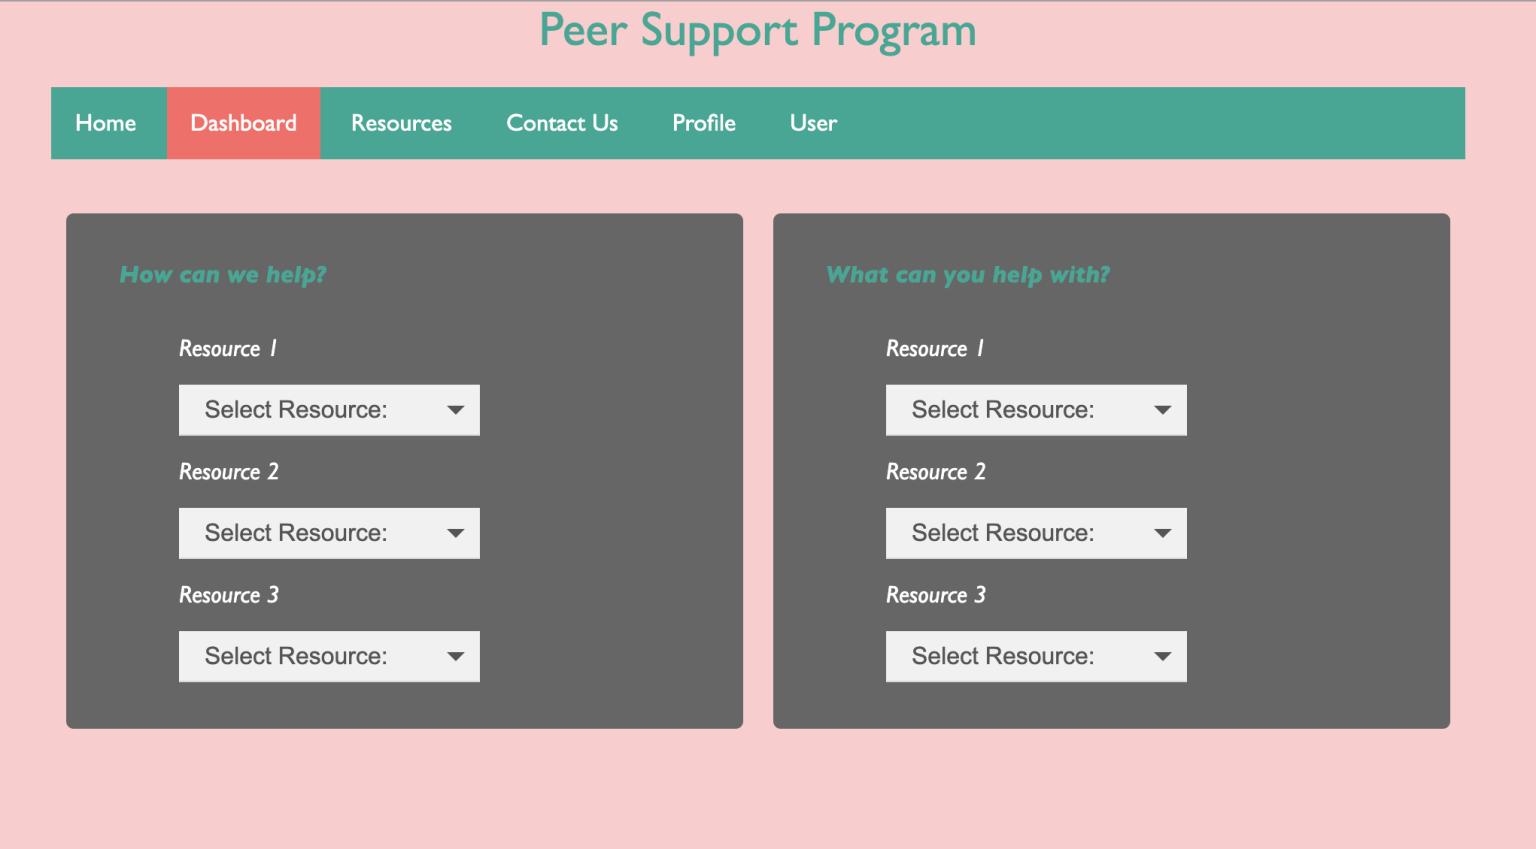 Peer Support Program
Home Dashboard Resources Contact Us Profile User
How can we help?
Resource 1
Select Resource:
Resource 2
Select Resource:
Resource 3
Select Resource:
What can you help with?
Resource 1
Select Resource:
Resource 2
Select Resource:
Resource 3
Select Resource: